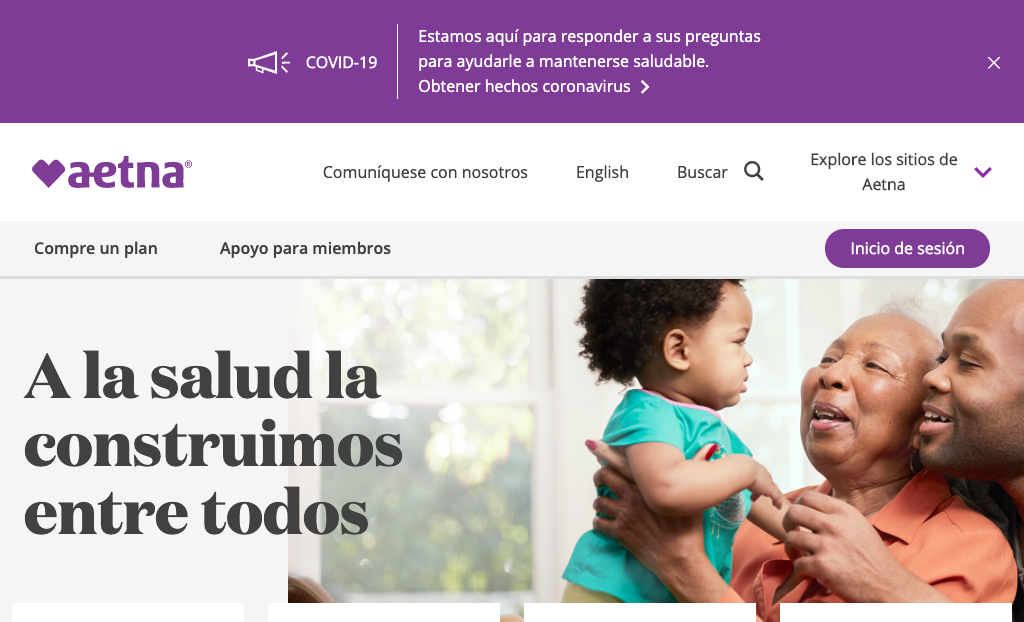 COVID-19
Estamos aquí para responder a sus preguntas
para ayudarle a mantenerse saludable.
Obtener hechos coronavirus
aetna®
Comuníquese con nosotros
English
Buscar
Explore los sitios de
Aetna
Compre un plan
Apoyo para miembros
Inicio de sesión
A la salud la
construimos
entre todos